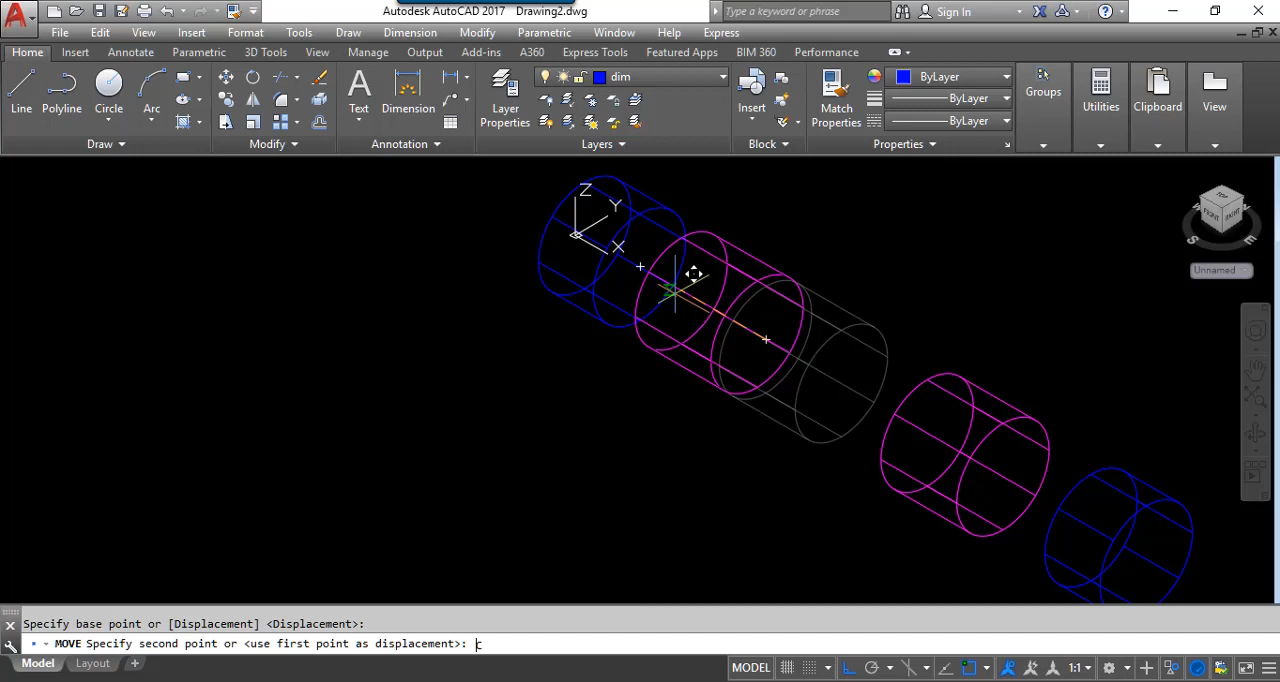 Autodesk AutoCAD 2017 Drawing2.dwg
Type a keyword or phrase
Sign In
File Edit View Insert Format Tools Draw Dimension Modify Parametric Window Help Express
Home Insert Annotate Parametric 3D Tools View Manage Output Add-ins A360 Express Tools Featured Apps BIM 360 Performance
dim
ByLayer
ByLayer
ByLayer
Line Polyline Circle Arc
Text Dimension
Layer Properties
Insert
Match Properties
Groups
Utilities
Clipboard
View
Draw Modify Annotation Layers Block Properties
Z
Y
X
Z
TOP
FRONT
S
E
Unnamed
Specify base point or [Displacement] <Displacement>:
MOVE Specify second point or <use first point as displacement>: c
Model Layout +
MODEL
1:1